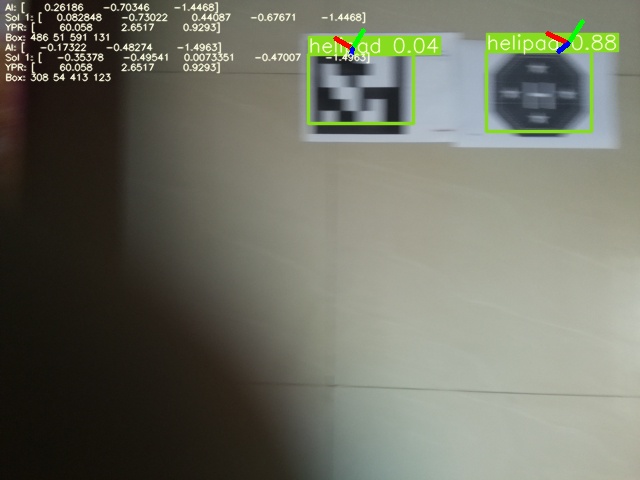 AI: [ 0.26186 -0.70346 -1.4468]
Sol 1: [ 0.082848 -0.73022 0.44087 -0.67671 -1.4468]
YPR: [ 60.058 2.6517 0.9293]
Box: 486 51 591 131
AI: [ -0.17322 -0.48274 -1.4963]
Sol 1: [ -0.35378 -0.49541 0.0073351 -0.47007 -1.4963]
YPR: [ 60.058 2.6517 0.9293]
Box: 308 54 413 123
helipad 0.04
helipad 0.88